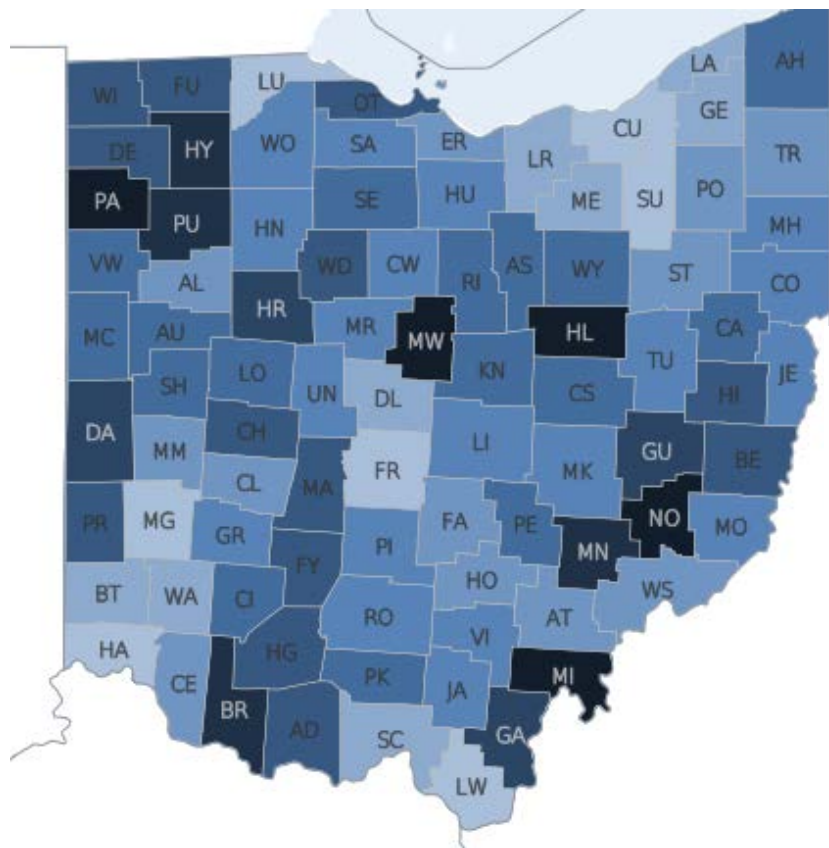 LA
AH
WI
FU
LU
OT
GE
CU
HY
WO
SA
ER
DE
LR
TR
PA
SE
HU
ME
SU
PO
PU
HN
MH
VW
AL
WD
CW
RI
AS
WY
ST
CO
HR
MC
AU
MR
MW
HL
CA
TU
SH
LO
UN
KN
JE
DL
CS
HI
DA
CH
LI
MM
GU
CL
MA
FR
MK
BE
PR
MG
GR
FA
PE
NO
MO
PI
MN
FY
HO
BT
WA
CI
WS
RO
AT
VI
HA
HG
CE
PK
JA
MI
BR
AD
SC
GA
LW